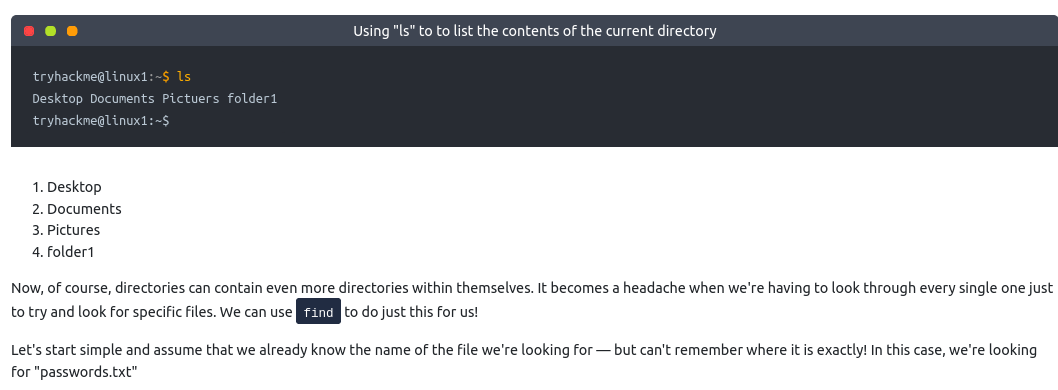 Using "ls" to to list the contents of the current directory
tryhackme@linux1:~$ ls
Desktop Documents Pictuers folder1
tryhackme@linux1:~$
1. Desktop
2. Documents
3. Pictures
4. folder1
Now, of course, directories can contain even more directories within themselves. It becomes a headache when we're having to look through every single one just
to try and look for specific files. We can use find to do just this for us!
Let's start simple and assume that we already know the name of the file we're looking for — but can't remember where it is exactly! In this case, we're looking
for "passwords.txt"